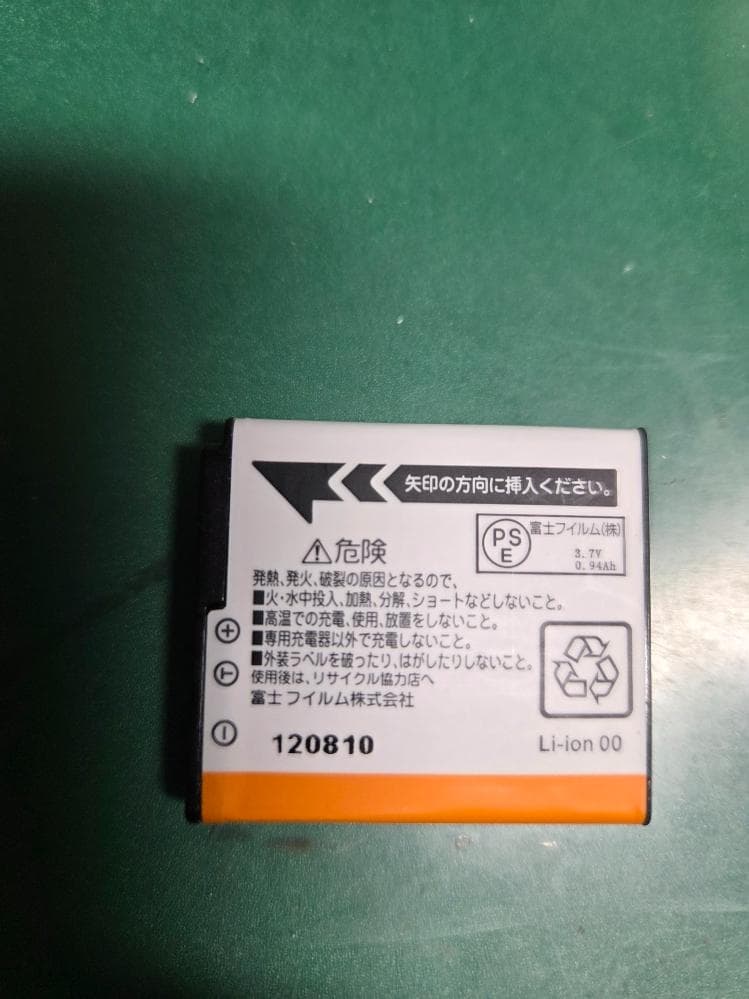 矢印の方向に挿入ください。
PS
E
富士フイルム(株)
3.7V
0.94Ah
⚠危険
発熱、発火、破裂の原因となるので、
■火・水中投入、加熱、分解、ショートなどしないこと。
■高温での充電、使用、放置をしないこと。
■専用充電器以外で充電しないこと。
■外装ラベルを破ったり、はがしたりしないこと。
使用後は、リサイクル協力店へ
富士フイルム株式会社
+
T
-
120810
Li-ion 00